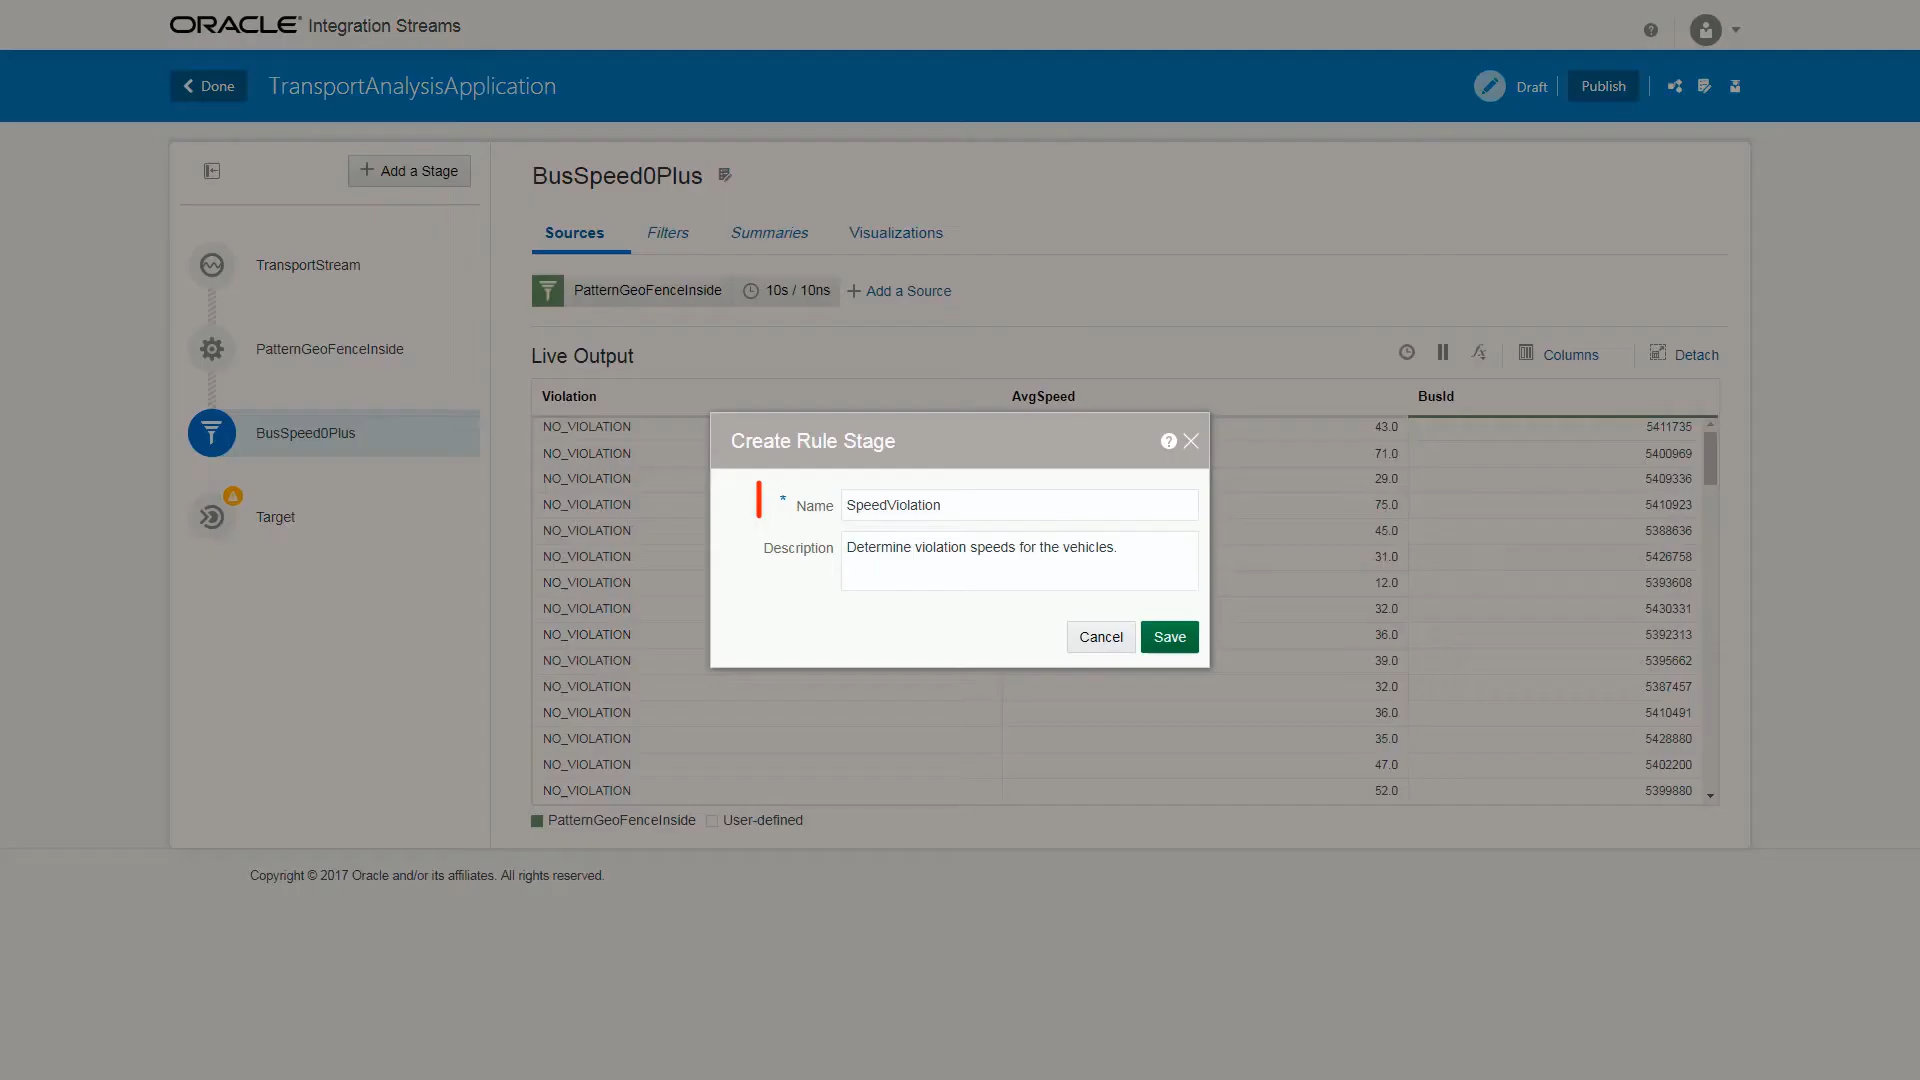 ORACLE Integration Streams
Done
TransportAnalysisApplication
Draft
Publish
+ Add a Stage
TransportStream
PatternGeoFenceInside
BusSpeed0Plus
Target
BusSpeed0Plus
Sources Filters Summaries Visualizations
PatternGeoFenceInside 10s / 10ns + Add a Source
Live Output
Columns Detach
Violation AvgSpeed BusId
NO_VIOLATION 43.0 5411735
NO_VIOLATION 71.0 5400969
NO_VIOLATION 29.0 5409336
NO_VIOLATION 75.0 5410923
NO_VIOLATION 45.0 5388636
NO_VIOLATION 31.0 5426758
NO_VIOLATION 12.0 5393608
NO_VIOLATION 32.0 5430331
NO_VIOLATION 36.0 5392313
NO_VIOLATION 39.0 5395662
NO_VIOLATION 32.0 5387457
NO_VIOLATION 36.0 5410491
NO_VIOLATION 35.0 5428880
NO_VIOLATION 47.0 5402200
NO_VIOLATION 52.0 5399880
PatternGeoFenceInside User-defined
Create Rule Stage
* Name SpeedViolation
Description Determine violation speeds for the vehicles.
Cancel Save
Copyright © 2017 Oracle and/or its affiliates. All rights reserved.